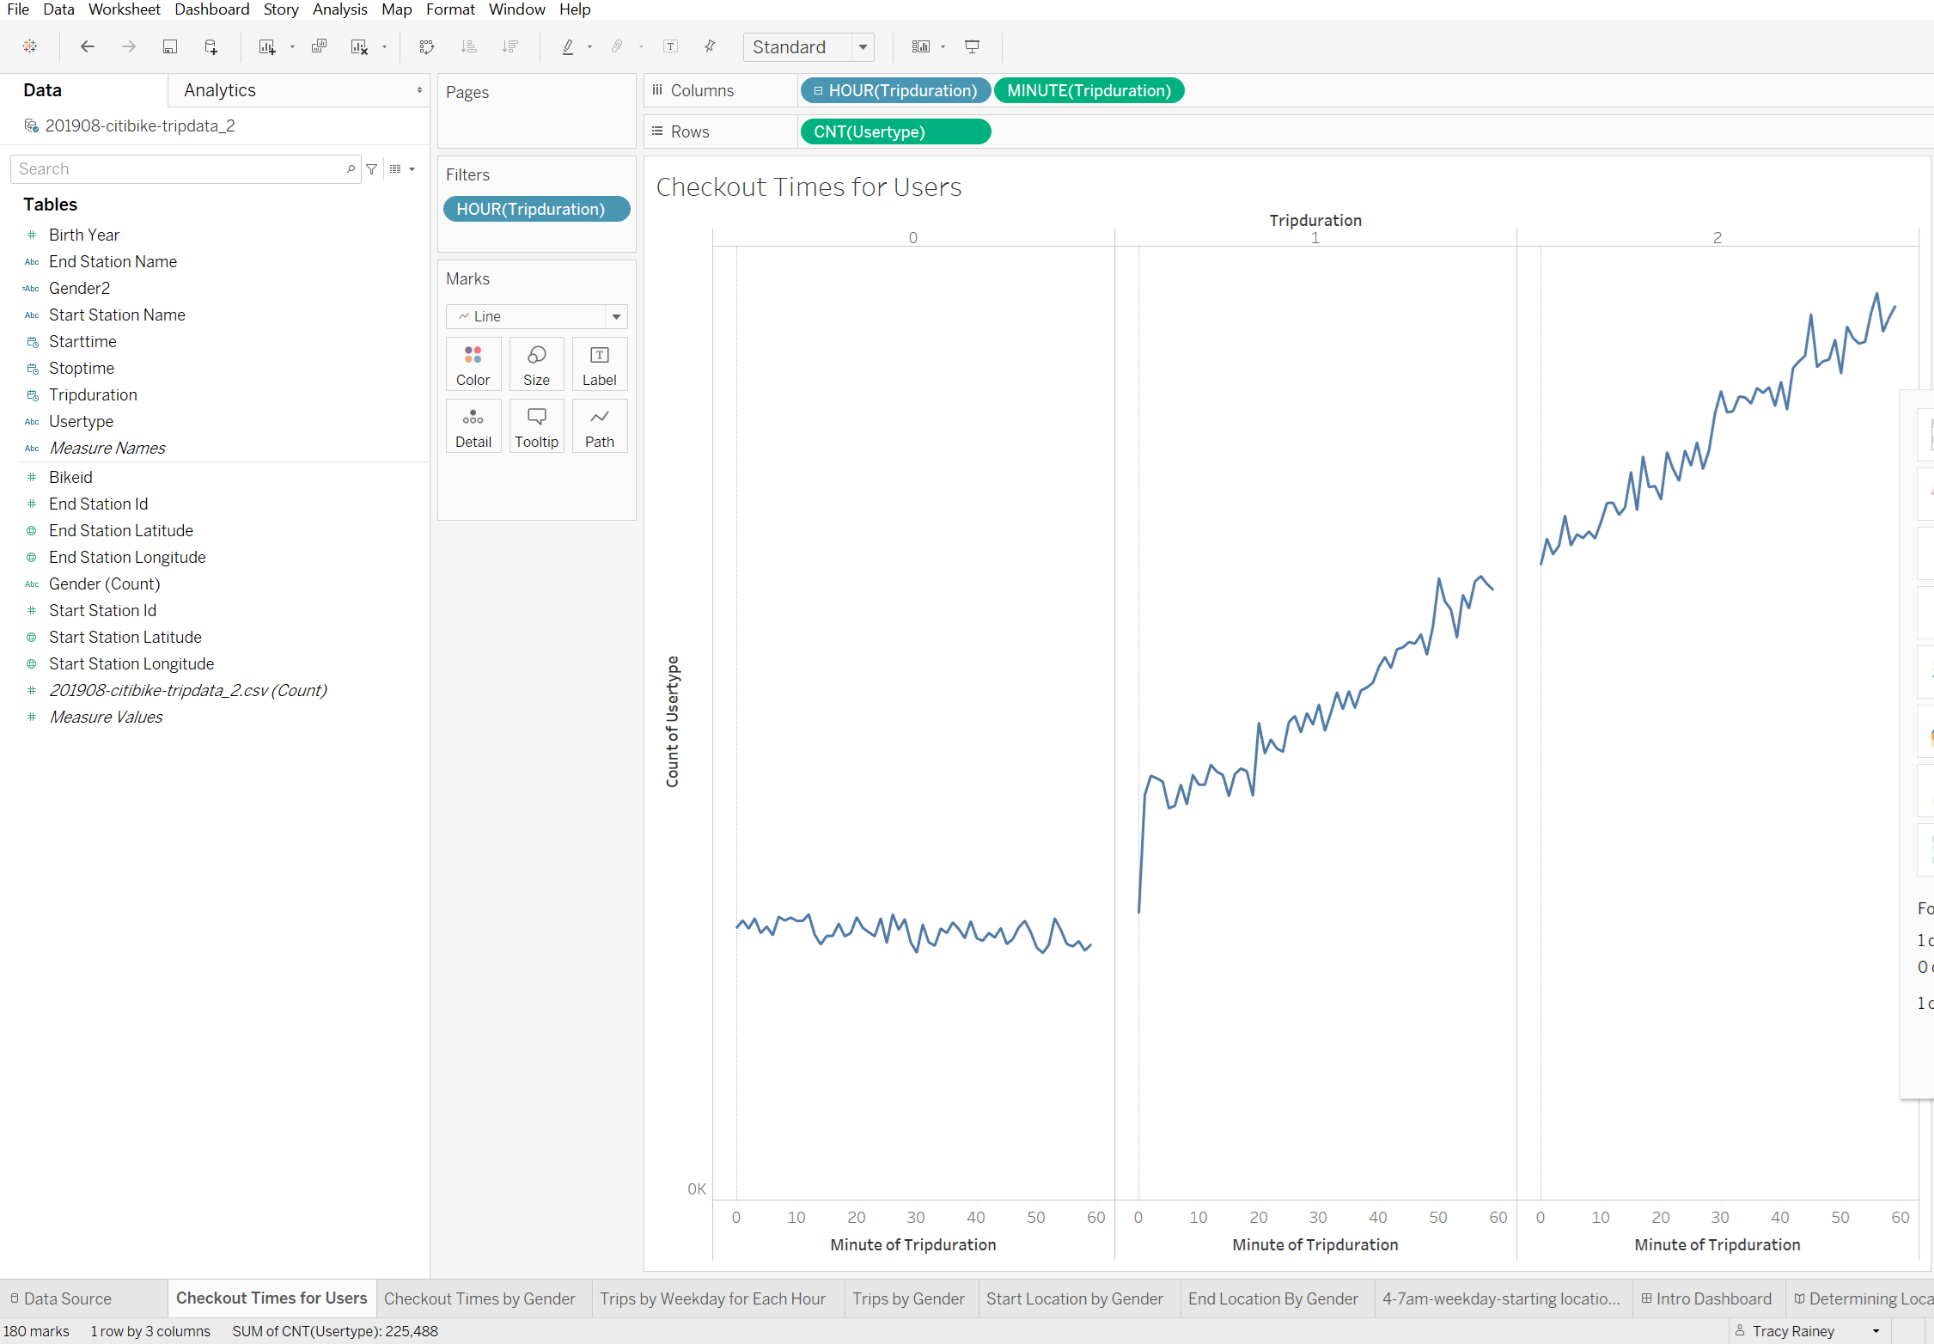 File Data Worksheet Dashboard Story Analysis Map Format Window Help
Standard
Data
Analytics
201908-citibike-tripdata_2
Search
Tables
# Birth Year
Abc End Station Name
=Abc Gender2
Abc Start Station Name
Starttime
Stoptime
Tripduration
Abc Usertype
Abc Measure Names
# Bikeid
# End Station Id
End Station Latitude
End Station Longitude
Abc Gender (Count)
# Start Station Id
Start Station Latitude
Start Station Longitude
# 201908-citibike-tripdata_2.csv (Count)
# Measure Values
Pages
Filters
HOUR(Tripduration)
Marks
Line
Color Size Label
Detail Tooltip Path
Columns HOUR(Tripduration) MINUTE(Tripduration)
Rows CNT(Usertype)
Checkout Times for Users
Tripduration
0 1 2
Count of Usertype
0K
0 10 20 30 40 50 60 0 10 20 30 40 50 60 0 10 20 30 40 50 60
Minute of Tripduration Minute of Tripduration Minute of Tripduration
Fo
1
0
1
Data Source Checkout Times for Users Checkout Times by Gender Trips by Weekday for Each Hour Trips by Gender Start Location by Gender End Location By Gender 4-7am-weekday-starting locatio... Intro Dashboard Determining Loca
180 marks 1 row by 3 columns SUM of CNT(Usertype): 225,488
Tracy Rainey